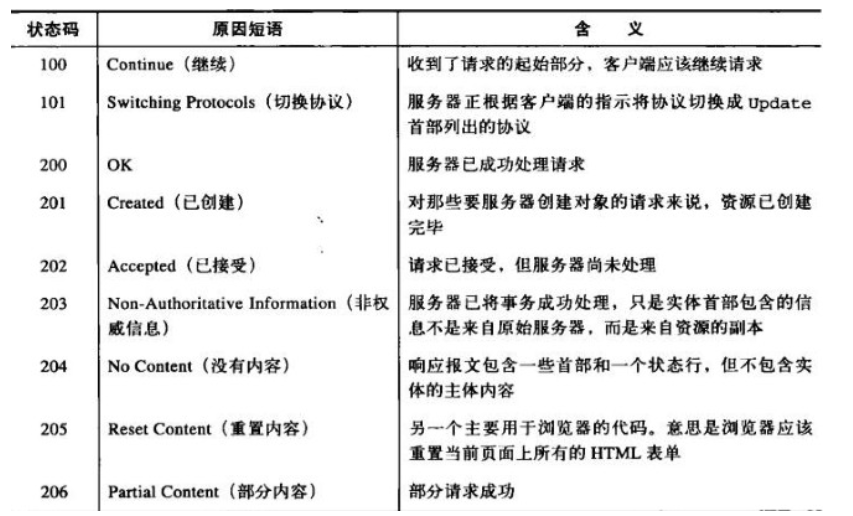 状态码 原因短语 含 义
100 Continue（继续） 收到了请求的起始部分，客户端应该继续请求
101 Switching Protocols（切换协议） 服务器正根据客户端的指示将协议切换成 Update
首部列出的协议
200 OK 服务器已成功处理请求
201 Created（已创建） 对那些要服务器创建对象的请求来说，资源已创建
完毕
202 Accepted（已接受） 请求已接受，但服务器尚未处理
203 Non-Authoritative Information（非权 服务器已将事务成功处理，只是实体首部包含的信
威信息） 息不是来自原始服务器，而是来自资源的副本
204 No Content（没有内容） 响应报文包含一些首部和一个状态行，但不包含实
体的主体内容
205 Reset Content（重置内容） 另一个主要用于浏览器的代码。意思是浏览器应该
重置当前页面上所有的 HTML 表单
206 Partial Content（部分内容） 部分请求成功